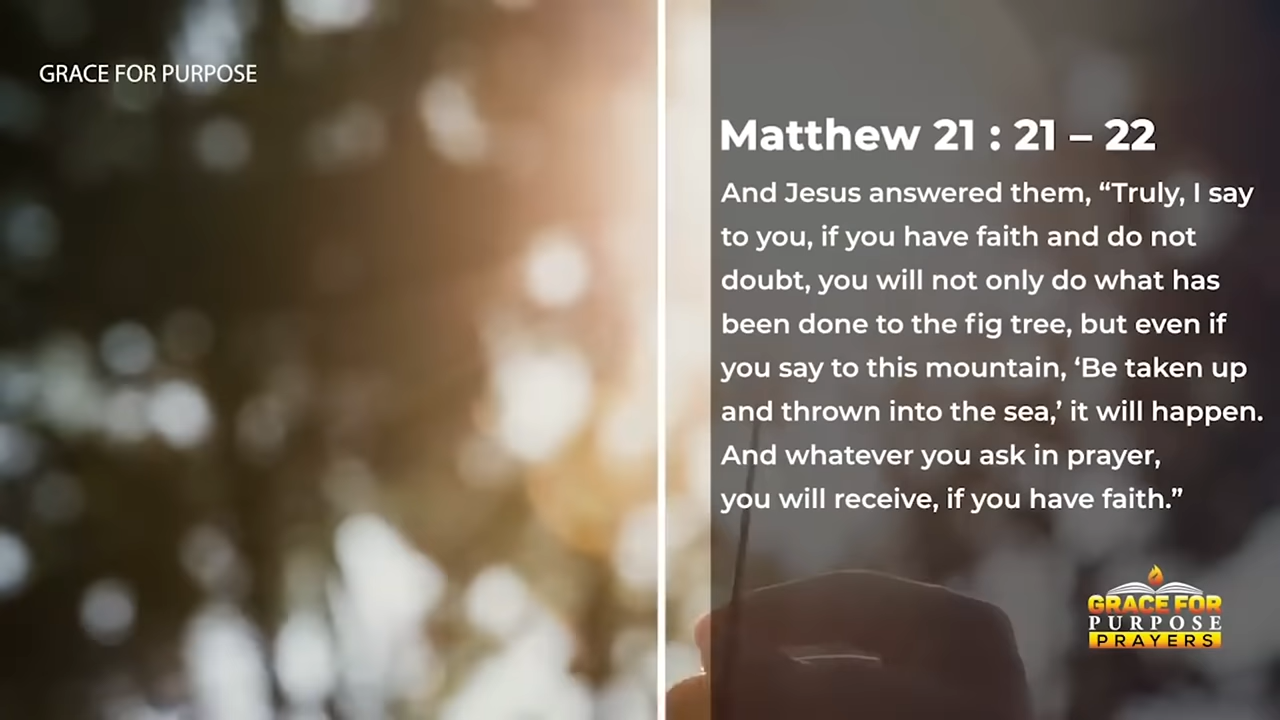 GRACE FOR PURPOSE
Matthew 21 : 21 – 22
And Jesus answered them, “Truly, I say
to you, if you have faith and do not
doubt, you will not only do what has
been done to the fig tree, but even if
you say to this mountain, ‘Be taken up
and thrown into the sea,’ it will happen.
And whatever you ask in prayer,
you will receive, if you have faith.”
GRACE FOR
PURPOSE
PRAYERS